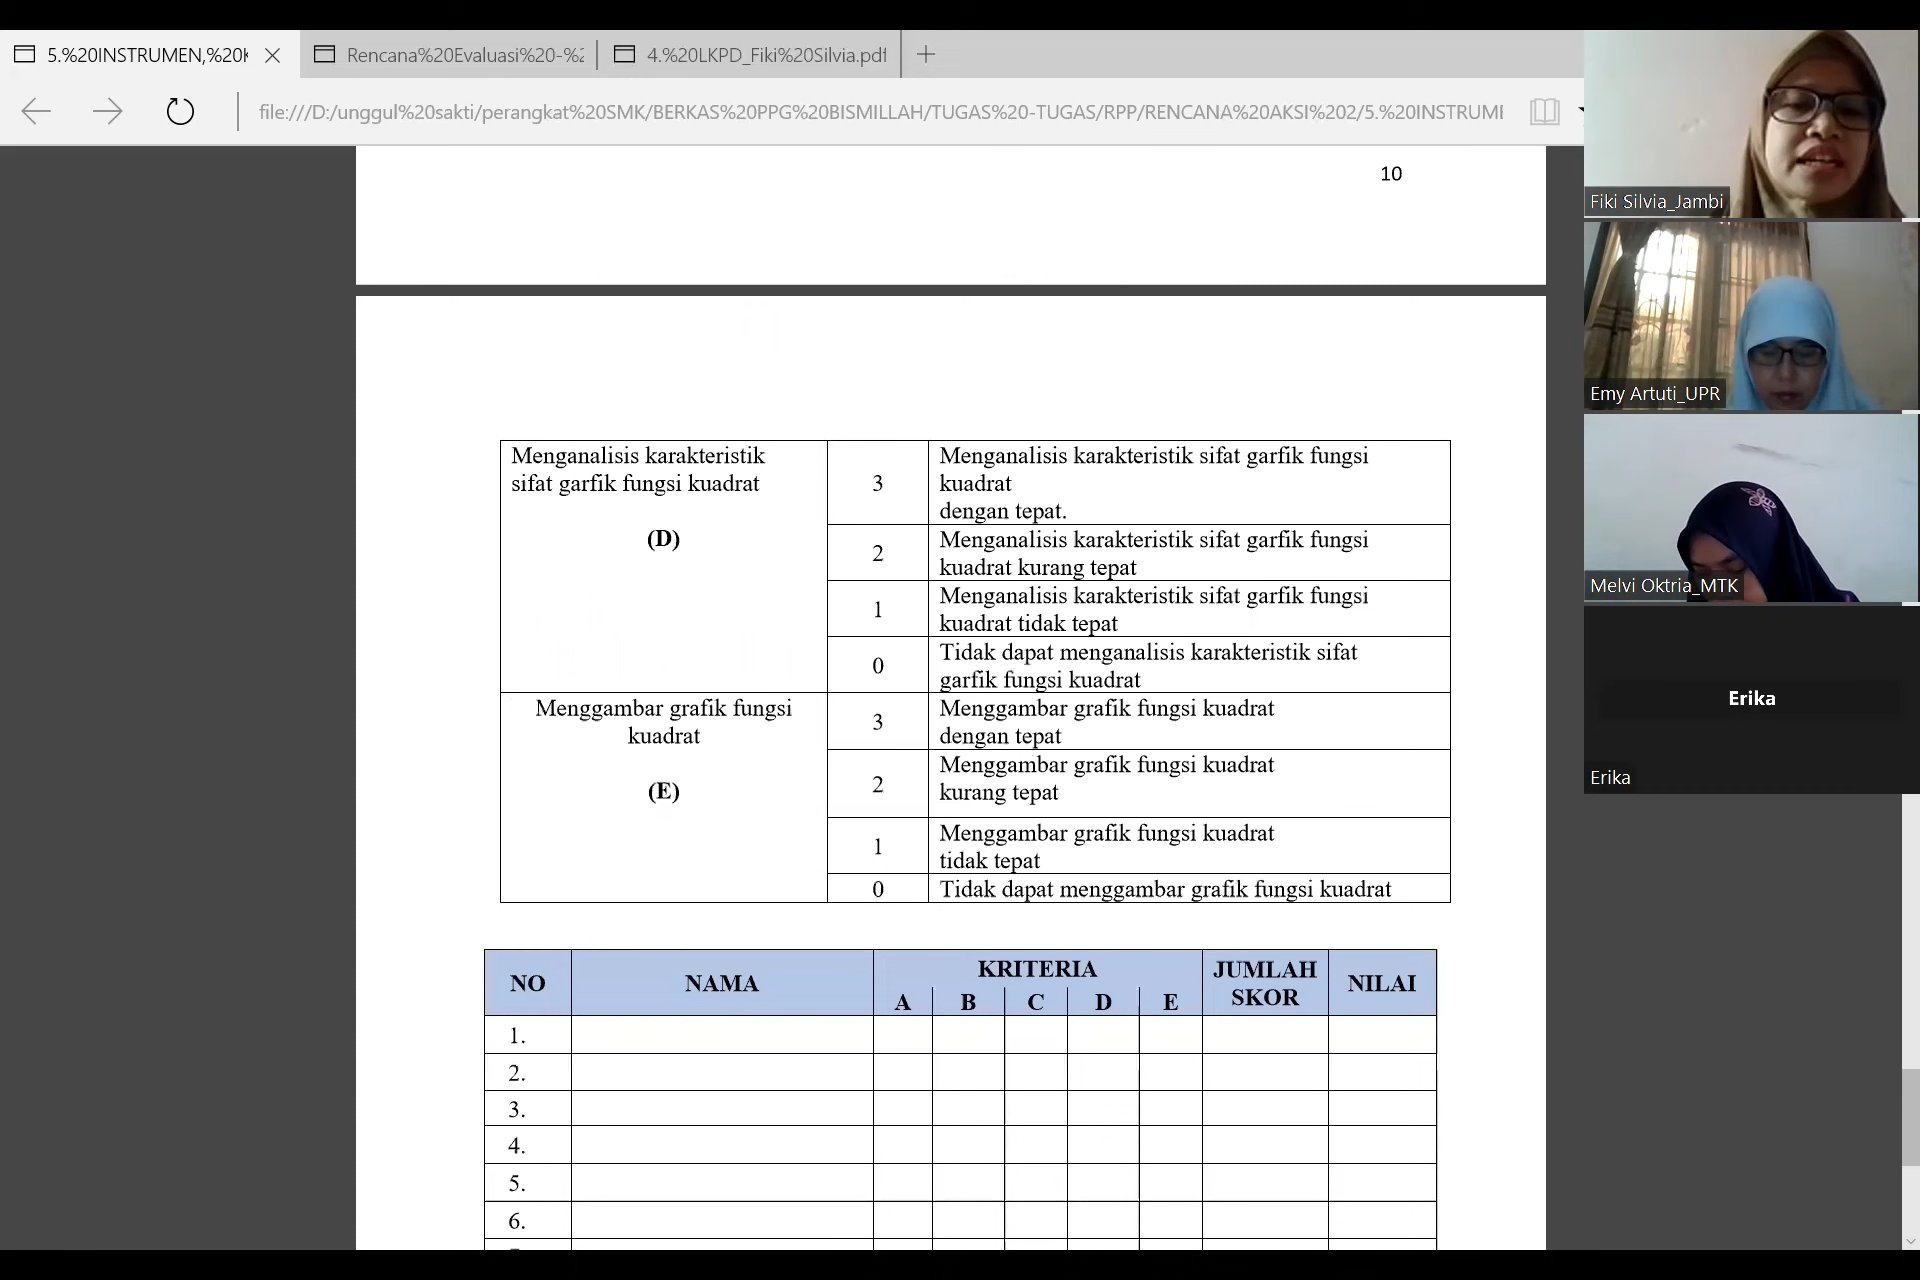 5.%20INSTRUMEN,%20K
Rencana%20Evaluasi%20-%2
4.%20LKPD_Fiki%20Silvia.pdf
file:///D:/unggul%20sakti/perangkat%20SMK/BERKAS%20PPG%20BISMILLAH/TUGAS%20-TUGAS/RPP/RENCANA%20AKSI%202/5.%20INSTRUMI
10
Menganalisis karakteristik
sifat garfik fungsi kuadrat
(D)
3
Menganalisis karakteristik sifat garfik fungsi
kuadrat
dengan tepat.
2
Menganalisis karakteristik sifat garfik fungsi
kuadrat kurang tepat
1
Menganalisis karakteristik sifat garfik fungsi
kuadrat tidak tepat
0
Tidak dapat menganalisis karakteristik sifat
garfik fungsi kuadrat
Menggambar grafik fungsi
kuadrat
(E)
3
Menggambar grafik fungsi kuadrat
dengan tepat
2
Menggambar grafik fungsi kuadrat
kurang tepat
1
Menggambar grafik fungsi kuadrat
tidak tepat
0
Tidak dapat menggambar grafik fungsi kuadrat
NO
NAMA
KRITERIA
A B C D E
JUMLAH
SKOR
NILAI
1.
2.
3.
4.
5.
6.
Fiki Silvia_Jambi
Emy Artuti_UPR
Melvi Oktria_MTK
Erika
Erika